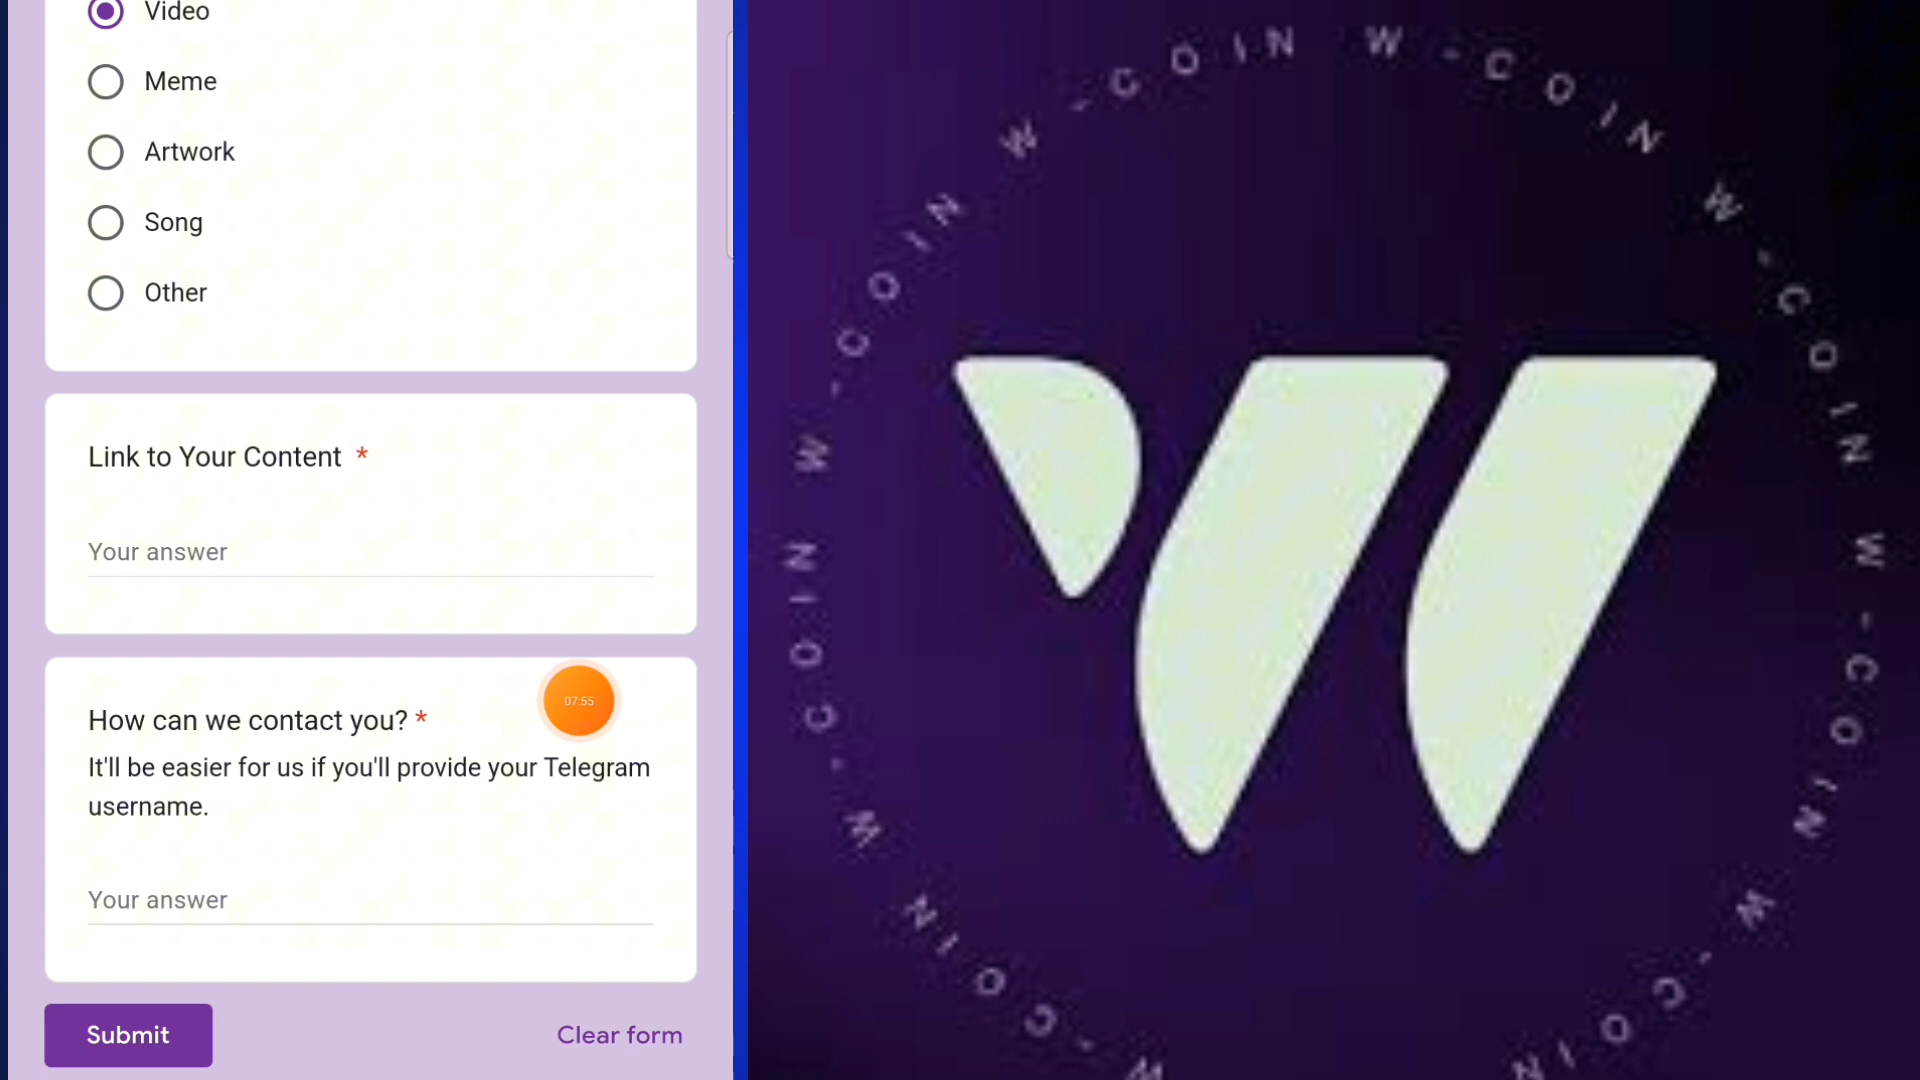 Video
Meme
Artwork
Song
Other
Link to Your Content *
Your answer
How can we contact you? *
07:55
It'll be easier for us if you'll provide your Telegram
username.
Your answer
Submit
Clear form
W-COIN W-COIN W-COIN W-COIN W-COIN W-COIN W-COIN W-COIN